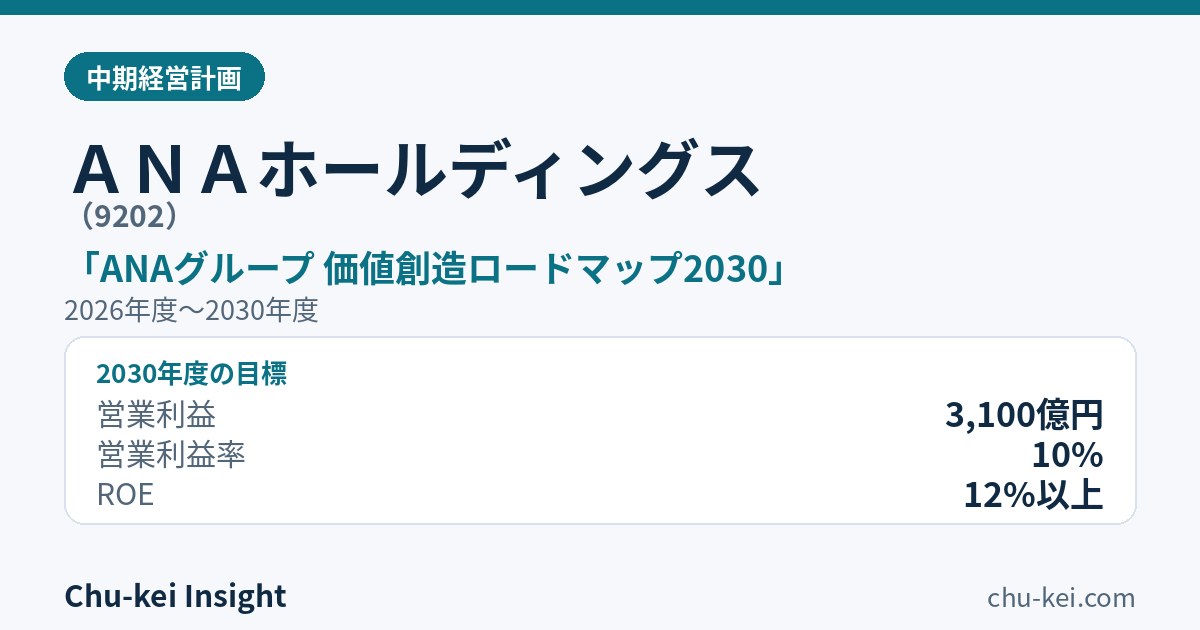 中期経営計画
ＡＮＡホールディングス
（9202）
「ANAグループ 価値創造ロードマップ2030」
2026年度～2030年度
2030年度の目標
営業利益 3,100億円
営業利益率 10%
ROE 12%以上
Chu-kei Insight chu-kei.com